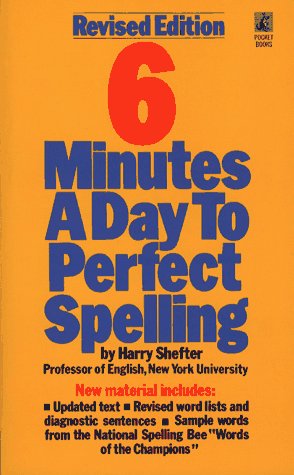 Revised Edition
POCKET
BOOKS
6
Minutes
A Day To
Perfect
Spelling
by Harry Shefter
Professor of English, New York University
New material includes:
■ Updated text ■ Revised word lists and
diagnostic sentences ■ Sample words
from the National Spelling Bee "Words
of the Champions"